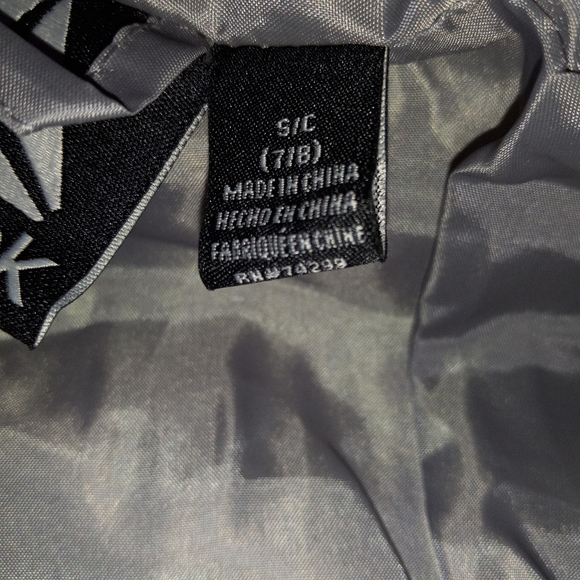 S/C
(7/8)
MADE IN CHINA
HECHO EN CHINA
FABRIQUÉ EN CHINE
RN#74299
K